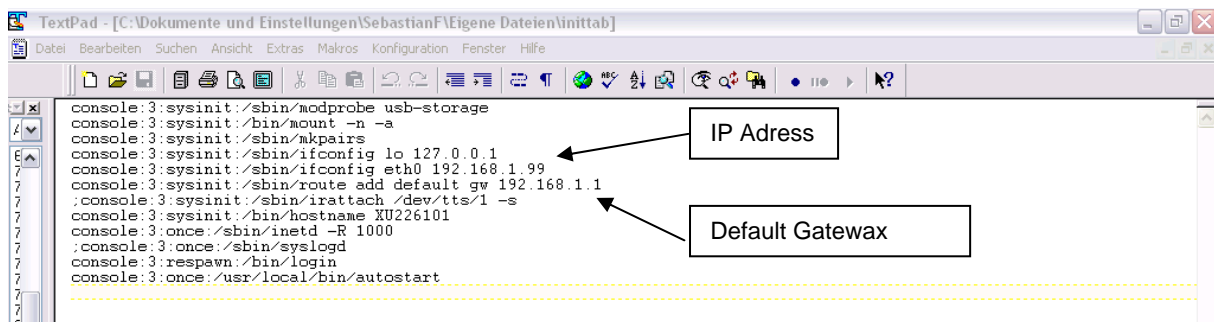 TextPad - [C:\Dokumente und Einstellungen\SebastianF\Eigene Dateien\inittab]
Datei Bearbeiten Suchen Ansicht Extras Makros Konfiguration Fenster Hilfe
console:3:sysinit:/sbin/modprobe usb-storage
console:3:sysinit:/bin/mount -n -a
console:3:sysinit:/sbin/mkpairs
console:3:sysinit:/sbin/ifconfig lo 127.0.0.1
console:3:sysinit:/sbin/ifconfig eth0 192.168.1.99
console:3:sysinit:/sbin/route add default gw 192.168.1.1
;console:3:sysinit:/sbin/irattach /dev/tts/1 -s
console:3:sysinit:/bin/hostname XU226101
console:3:once:/sbin/inetd -R 1000
;console:3:once:/sbin/syslogd
console:3:respawn:/bin/login
console:3:once:/usr/local/bin/autostart
IP Adress
Default Gatewax